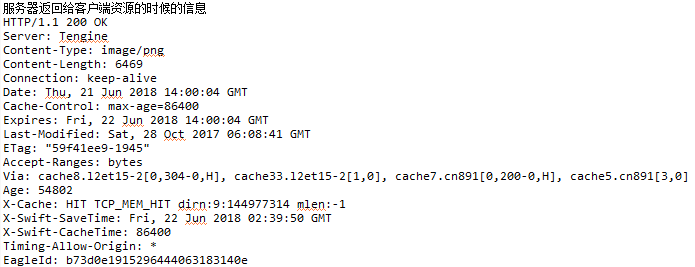 服务器返回给客户端资源的时候的信息
HTTP/1.1 200 OK
Server: Tengine
Content-Type: image/png
Content-Length: 6469
Connection: keep-alive
Date: Thu, 21 Jun 2018 14:00:04 GMT
Cache-Control: max-age=86400
Expires: Fri, 22 Jun 2018 14:00:04 GMT
Last-Modified: Sat, 28 Oct 2017 06:08:41 GMT
ETag: "59f41ee9-1945"
Accept-Ranges: bytes
Via: cache8.l2et15-2[0,304-0,H], cache33.l2et15-2[1,0], cache7.cn891[0,200-0,H], cache5.cn891[3,0]
Age: 54802
X-Cache: HIT TCP_MEM_HIT dirn:9:144977314 mlen:-1
X-Swift-SaveTime: Fri, 22 Jun 2018 02:39:50 GMT
X-Swift-CacheTime: 86400
Timing-Allow-Origin: *
EagleId: b73d0e1915296444063183140e